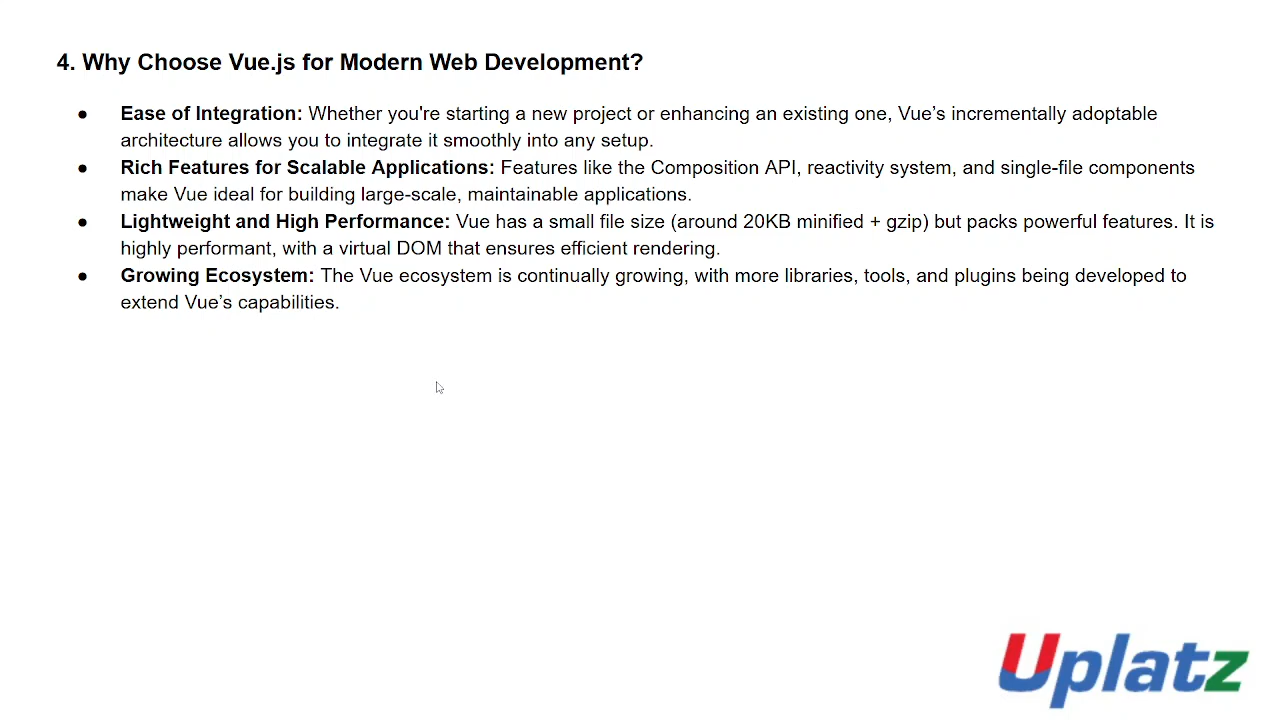 4. Why Choose Vue.js for Modern Web Development?
● Ease of Integration: Whether you're starting a new project or enhancing an existing one, Vue’s incrementally adoptable
architecture allows you to integrate it smoothly into any setup.
● Rich Features for Scalable Applications: Features like the Composition API, reactivity system, and single-file components
make Vue ideal for building large-scale, maintainable applications.
● Lightweight and High Performance: Vue has a small file size (around 20KB minified + gzip) but packs powerful features. It is
highly performant, with a virtual DOM that ensures efficient rendering.
● Growing Ecosystem: The Vue ecosystem is continually growing, with more libraries, tools, and plugins being developed to
extend Vue’s capabilities.
Uplatz